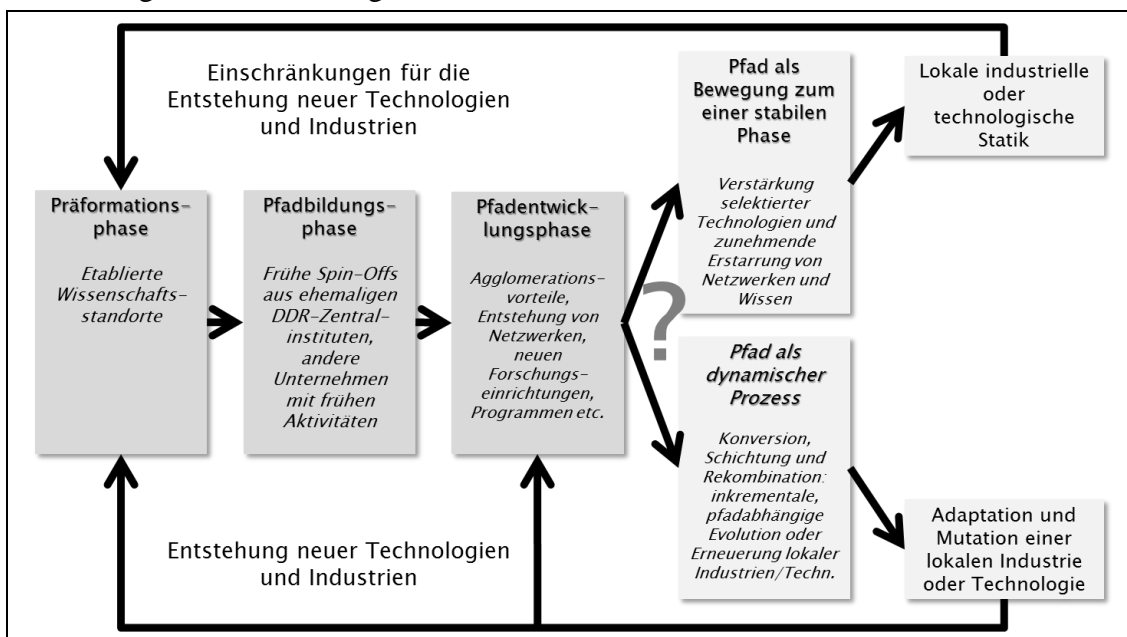 Einschränkungen für die
Entstehung neuer Technologien
und Industrien
Präformations-
phase
Etablierte
Wissenschafts-
standorte
Pfadbildungs-
phase
Frühe Spin-Offs
aus ehemaligen
DDR-Zentral-
instituten,
andere
Unternehmen
mit frühen
Aktivitäten
Pfadentwick-
lungsphase
Agglomerations-
vorteile,
Entstehung von
Netzwerken,
neuen
Forschungs-
einrichtungen,
Programmen etc.
?
Pfad als
Bewegung zum
einer stabilen
Phase
Verstärkung
selektierter
Technologien und
zunehmende
Erstarrung von
Netzwerken und
Wissen
Lokale industrielle
oder
technologische
Statik
Pfad als
dynamischer
Prozess
Konversion,
Schichtung und
Rekombination:
inkrementale,
pfadabhängige
Evolution oder
Erneuerung lokaler
Industrien/Techn.
Adaptation und
Mutation einer
lokalen Industrie
oder Technologie
Entstehung neuer Technologien
und Industrien